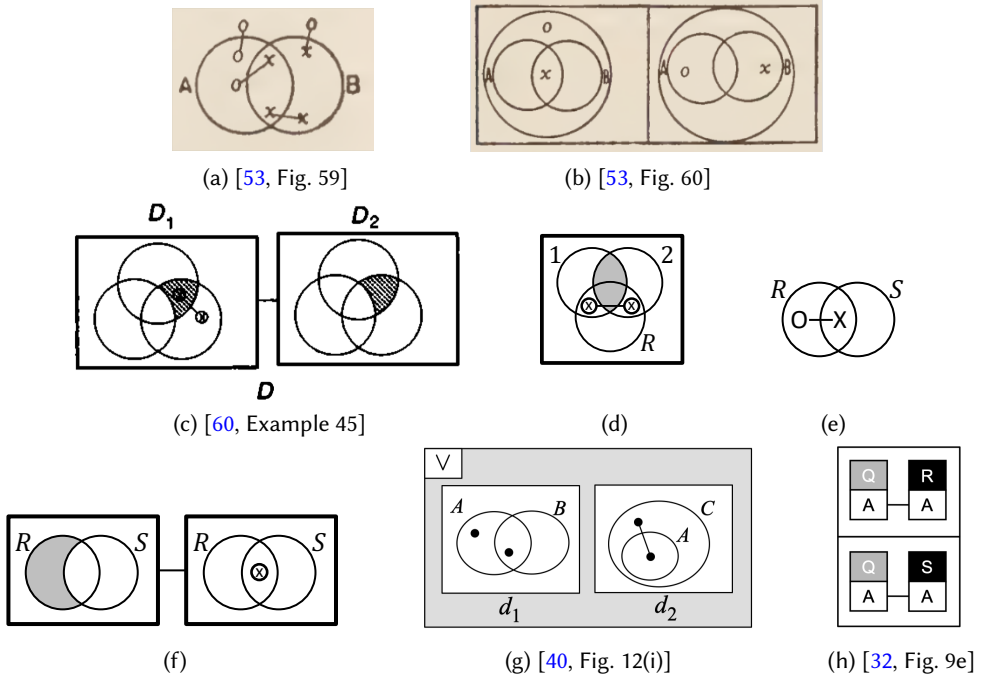 o o
o x x
A o B
x x
o
A x B
A o x B
(a) [53, Fig. 59]
(b) [53, Fig. 60]
D1 D2
x
x
D
1 2
x x
R
R S
O X
(c) [60, Example 45]
(d)
(e)
R S
R S
x
∨
A B
C
A
d1 d2
Q R
A A
Q S
A A
(f)
(g) [40, Fig. 12(i)]
(h) [32, Fig. 9e]